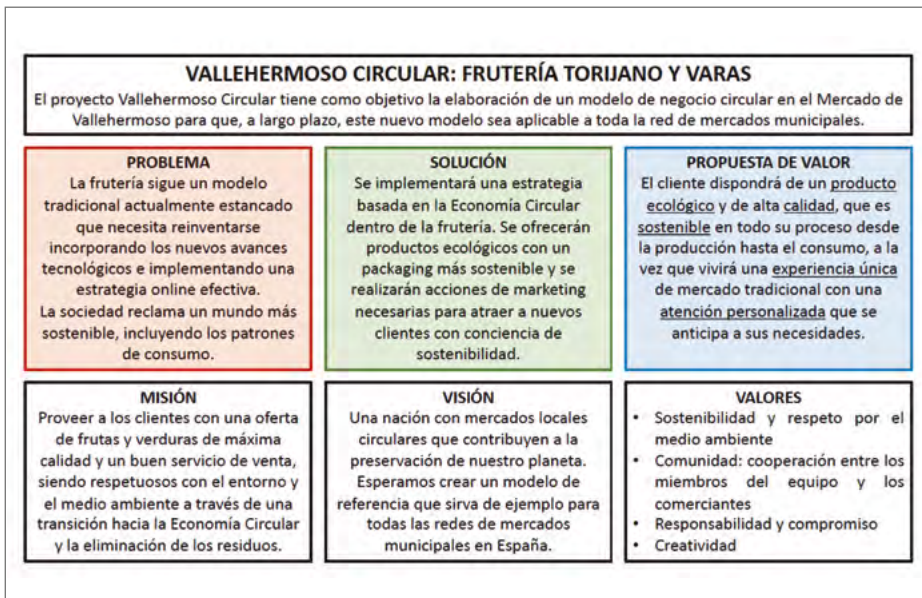 VALLEHERMOSO CIRCULAR: FRUTERÍA TORIJANO Y VARAS
El proyecto Vallehermoso Circular tiene como objetivo la elaboración de un modelo de negocio circular en el Mercado de
Vallehermoso para que, a largo plazo, este nuevo modelo sea aplicable a toda la red de mercados municipales.
PROBLEMA
La frutería sigue un modelo
tradicional actualmente estancado
que necesita reinventarse
incorporando los nuevos avances
tecnológicos e implementando una
estrategia online efectiva.
La sociedad reclama un mundo más
sostenible, incluyendo los patrones
de consumo.
SOLUCIÓN
Se implementará una estrategia
basada en la Economía Circular
dentro de la frutería. Se ofrecerán
productos ecológicos con un
packaging más sostenible y se
realizarán acciones de marketing
necesarias para atraer a nuevos
clientes con conciencia de
sostenibilidad.
PROPUESTA DE VALOR
El cliente dispondrá de un producto
ecológico y de alta calidad, que es
sostenible en todo su proceso desde
la producción hasta el consumo, a la
vez que vivirá una experiencia única
de mercado tradicional con una
atención personalizada que se
anticipa a sus necesidades.
MISIÓN
Proveer a los clientes con una oferta
de frutas y verduras de máxima
calidad y un buen servicio de venta,
siendo respetuosos con el entorno y
el medio ambiente a través de una
transición hacia la Economía Circular
y la eliminación de los residuos.
VISIÓN
Una nación con mercados locales
circulares que contribuyen a la
preservación de nuestro planeta.
Esperamos crear un modelo de
referencia que sirva de ejemplo para
todas las redes de mercados
municipales en España.
VALORES
• Sostenibilidad y respeto por el
medio ambiente
• Comunidad: cooperación entre los
miembros del equipo y los
comerciantes
• Responsabilidad y compromiso
• Creatividad